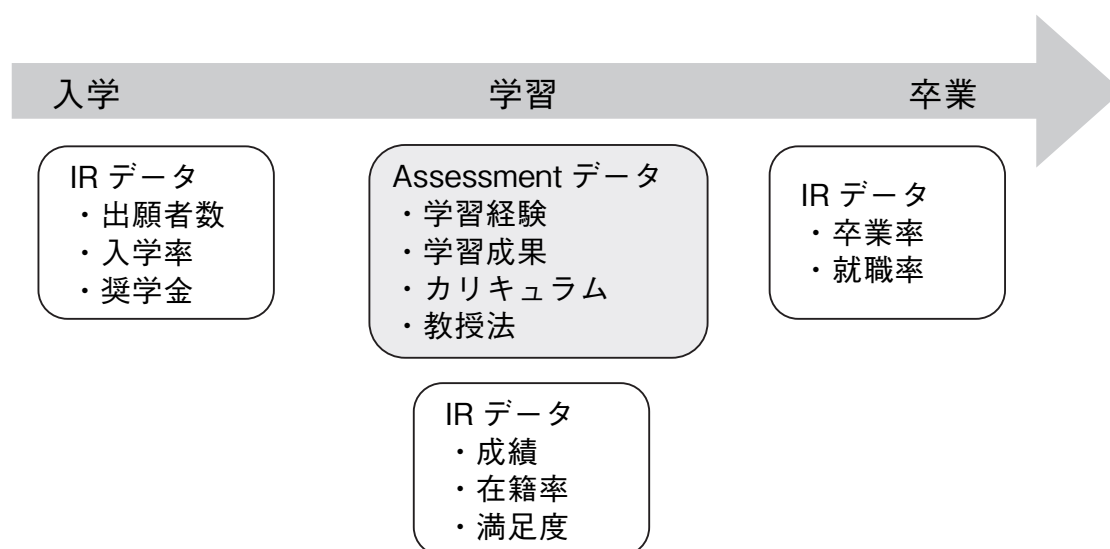 入学
学習
卒業
IR データ
・出願者数
・入学率
・奨学金
Assessment データ
・学習経験
・学習成果
・カリキュラム
・教授法
IR データ
・卒業率
・就職率
IR データ
・成績
・在籍率
・満足度